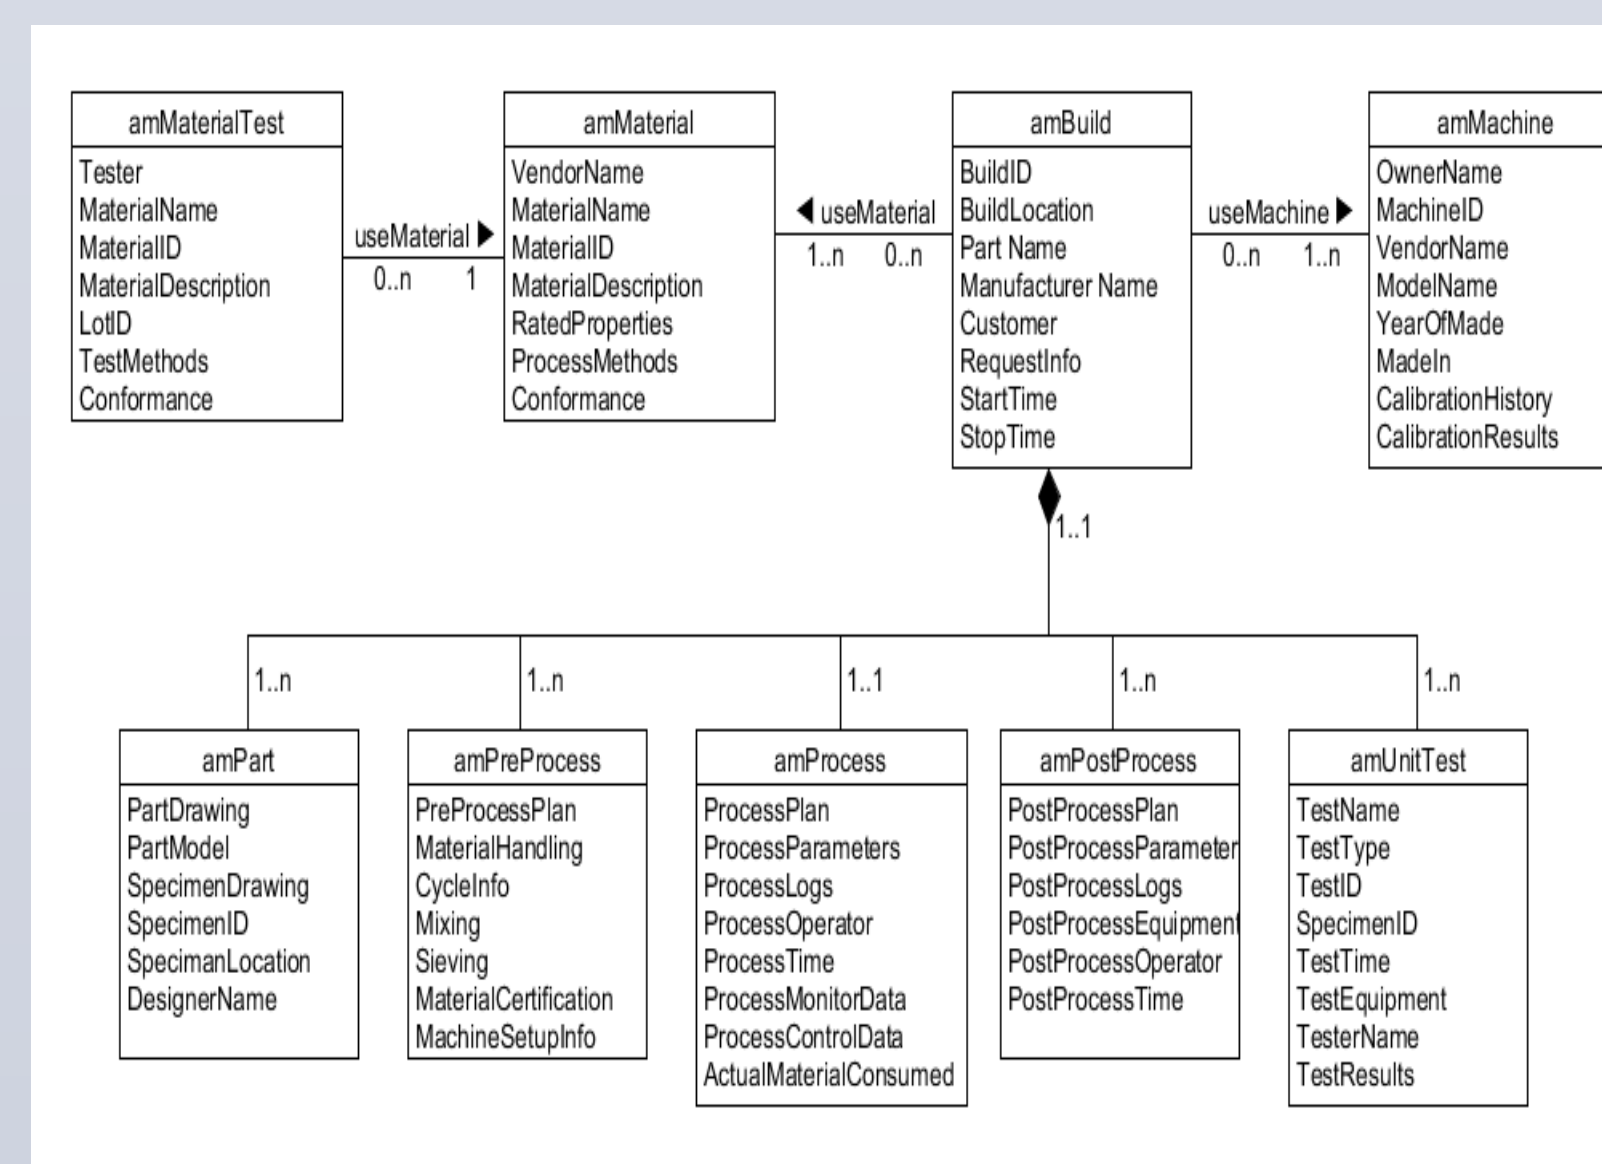 amMaterialTest
Tester
MaterialName
MaterialID
MaterialDescription
LotID
TestMethods
Conformance
useMaterial
0..n 1
amMaterial
VendorName
MaterialName
MaterialID
MaterialDescription
RatedProperties
ProcessMethods
Conformance
useMaterial
1..n 0..n
amBuild
BuildID
BuildLocation
Part Name
Manufacturer Name
Customer
RequestInfo
StartTime
StopTime
useMachine
0..n 1..n
amMachine
OwnerName
MachineID
VendorName
ModelName
YearOfMade
MadeIn
CalibrationHistory
CalibrationResults
1..1
1..n
1..n
1..1
1..n
1..n
amPart
PartDrawing
PartModel
SpecimenDrawing
SpecimenID
SpecimanLocation
DesignerName
amPreProcess
PreProcessPlan
MaterialHandling
CycleInfo
Mixing
Sieving
MaterialCertification
MachineSetupInfo
amProcess
ProcessPlan
ProcessParameters
ProcessLogs
ProcessOperator
ProcessTime
ProcessMonitorData
ProcessControlData
ActualMaterialConsumed
amPostProcess
PostProcessPlan
PostProcessParameter
PostProcessLogs
PostProcessEquipment
PostProcessOperator
PostProcessTime
amUnitTest
TestName
TestType
TestID
SpecimenID
TestTime
TestEquipment
TesterName
TestResults